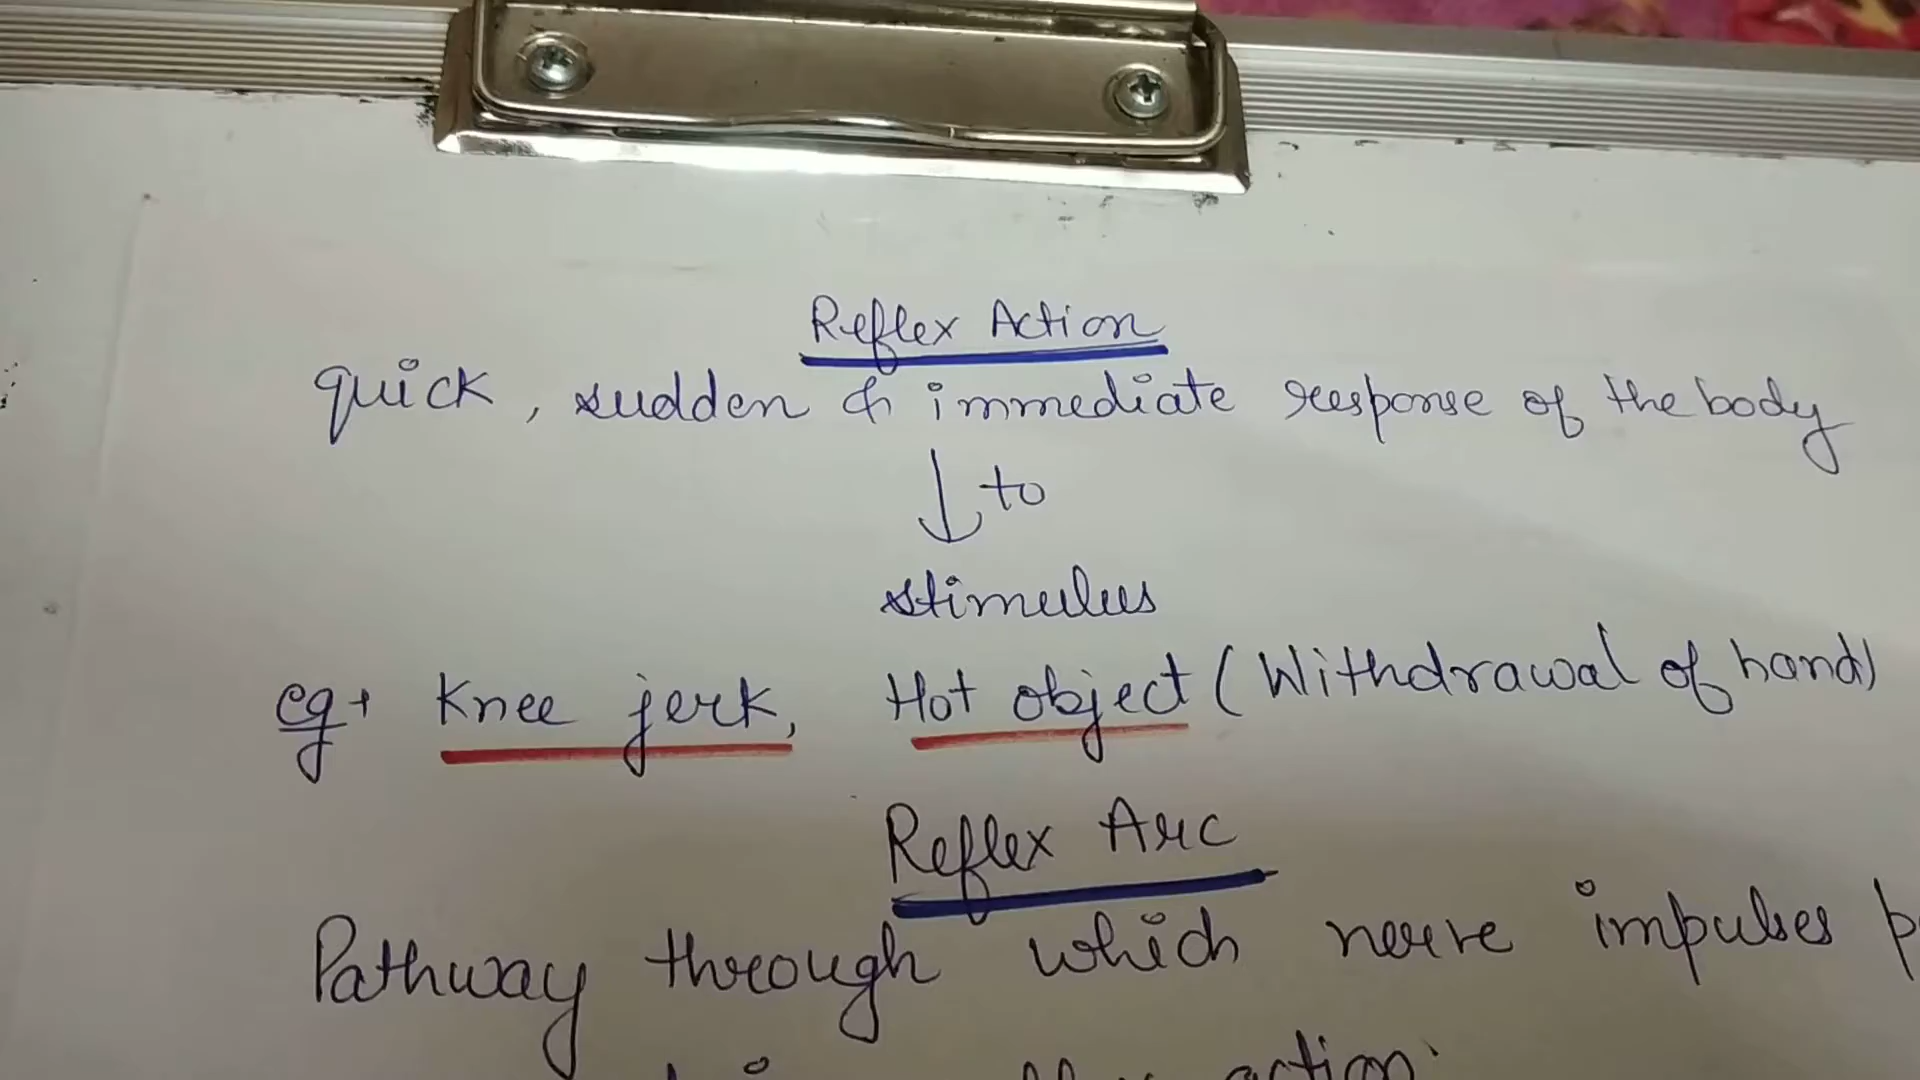 Reflex Action
quick, sudden & immediate response of the body
↓ to
stimulus
eg → Knee jerk, Hot object (Withdrawal of hand)
Reflex Arc
Pathway through which nerve impulses
action.